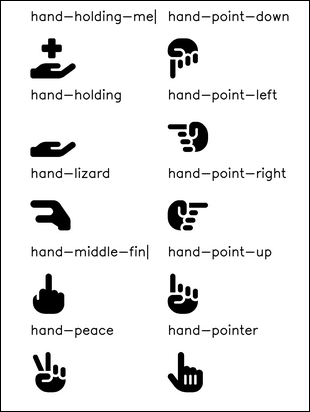 hand-holding-me|
hand-point-down
hand-holding
hand-point-left
hand-lizard
hand-point-right
hand-middle-fin|
hand-point-up
hand-peace
hand-pointer